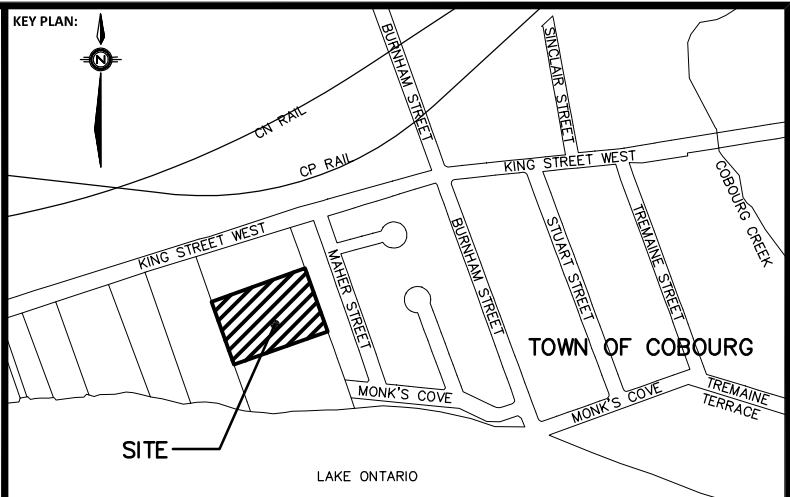 KEY PLAN:
N
BURNHAM STREET
SINCLAIR STREET
CN RAIL
CP RAIL
KING STREET WEST
COBOURG CREEK
KING STREET WEST
MAHER STREET
BURNHAM STREET
STUART STREET
TREMAINE STREET
TOWN OF COBOURG
MONK'S COVE
MONK'S COVE
TREMAINE
TERRACE
SITE
LAKE ONTARIO